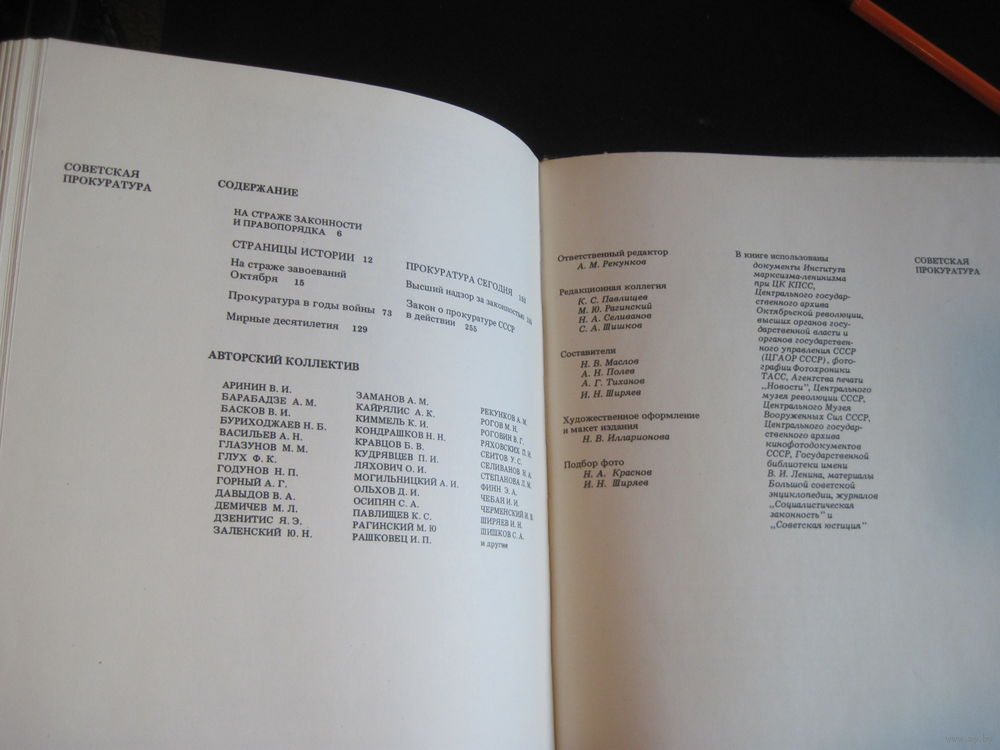 СОВЕТСКАЯ
ПРОКУРАТУРА
СОДЕРЖАНИЕ
НА СТРАЖЕ ЗАКОННОСТИ
И ПРАВОПОРЯДКА 6
СТРАНИЦЫ ИСТОРИИ 12
На страже завоеваний
Октября 15
Прокуратура в годы войны 73
Мирные десятилетия 129
ПРОКУРАТУРА СЕГОДНЯ
Высший надзор за законностью
Закон о прокуратуре СССР
в действии 255
АВТОРСКИЙ КОЛЛЕКТИВ
АРИНИН В. И.
БАРАБАДЗЕ А. М.
БАСКОВ В. И.
БУРИХОДЖАЕВ Н. Б.
ВАСИЛЬЕВ А. Н.
ГЛАЗУНОВ М. М.
ГЛУХ Ф. К.
ГОДУНОВ Н. П.
ГОРНЫЙ А. Г.
ДАВЫДОВ В. А.
ДЕМИЧЕВ М. Л.
ДЗЕНИТИС Я. Э.
ЗАЛЕНСКИЙ Ю. Н.
ЗАМАНОВ А. М.
КАЙРЯЛИС А. К.
КИММЕЛЬ К. И.
КОНДРАШКОВ Н. Н.
КРАВЦОВ Б. В.
КУДРЯВЦЕВ П. И.
ЛЯХОВИЧ О. И.
МОГИЛЬНИЦКИЙ А. И.
ОЛЬХОВ Д. И.
ОСИПЯН С. А.
ПАВЛИЩЕВ К. С.
РАГИНСКИЙ М. Ю
РАШКОВЕЦ И. П.
РЕКУНКОВ А. М.
РОГОВ М. Н.
РОГОВИН В. Г.
РЯХОВСКИХ П. И.
СЕИТОВ У. С.
СЕЛИВАНОВ Н. А.
СТЕПАНОВА Л. М.
ФИНН Э. А.
ЧЕБАН И. И.
ЧЕРМЕНСКИЙ И. В.
ШИРЯЕВ И. Н.
ШИШКОВ С. А.
и другие
Ответственный редактор
А. М. Рекунков
Редакционная коллегия
К. С. Павлищев
М. Ю. Рагинский
Н. А. Селиванов
С. А. Шишков
Составители
Н. В. Маслов
А. Н. Полев
А. Г. Тиханов
И. Н. Ширяев
Художественное оформление
и макет издания
Н. В. Илларионова
Подбор фото
Н. А. Краснов
И. Н. Ширяев
В книге использованы
документы Института
марксизма-ленинизма
при ЦК КПСС,
Центрального государ-
ственного архива
Октябрьской революции,
высших органов госу-
дарственной власти и
органов государствен-
ного управления СССР
(ЦГАОР СССР), фото-
графии Фотохроники
ТАСС, Агентства печати
„Новости", Центрального
музея революции СССР,
Центрального Музея
Вооруженных Сил СССР,
Центрального государ-
ственного архива
кинофотодокументов
СССР, Государственной
библиотеки имени
В. И. Ленина, материалы
Большой советской
энциклопедии, журналов
„Социалистическая
законность" и
„Советская юстиция"
СОВЕТСКАЯ
ПРОКУРАТУРА